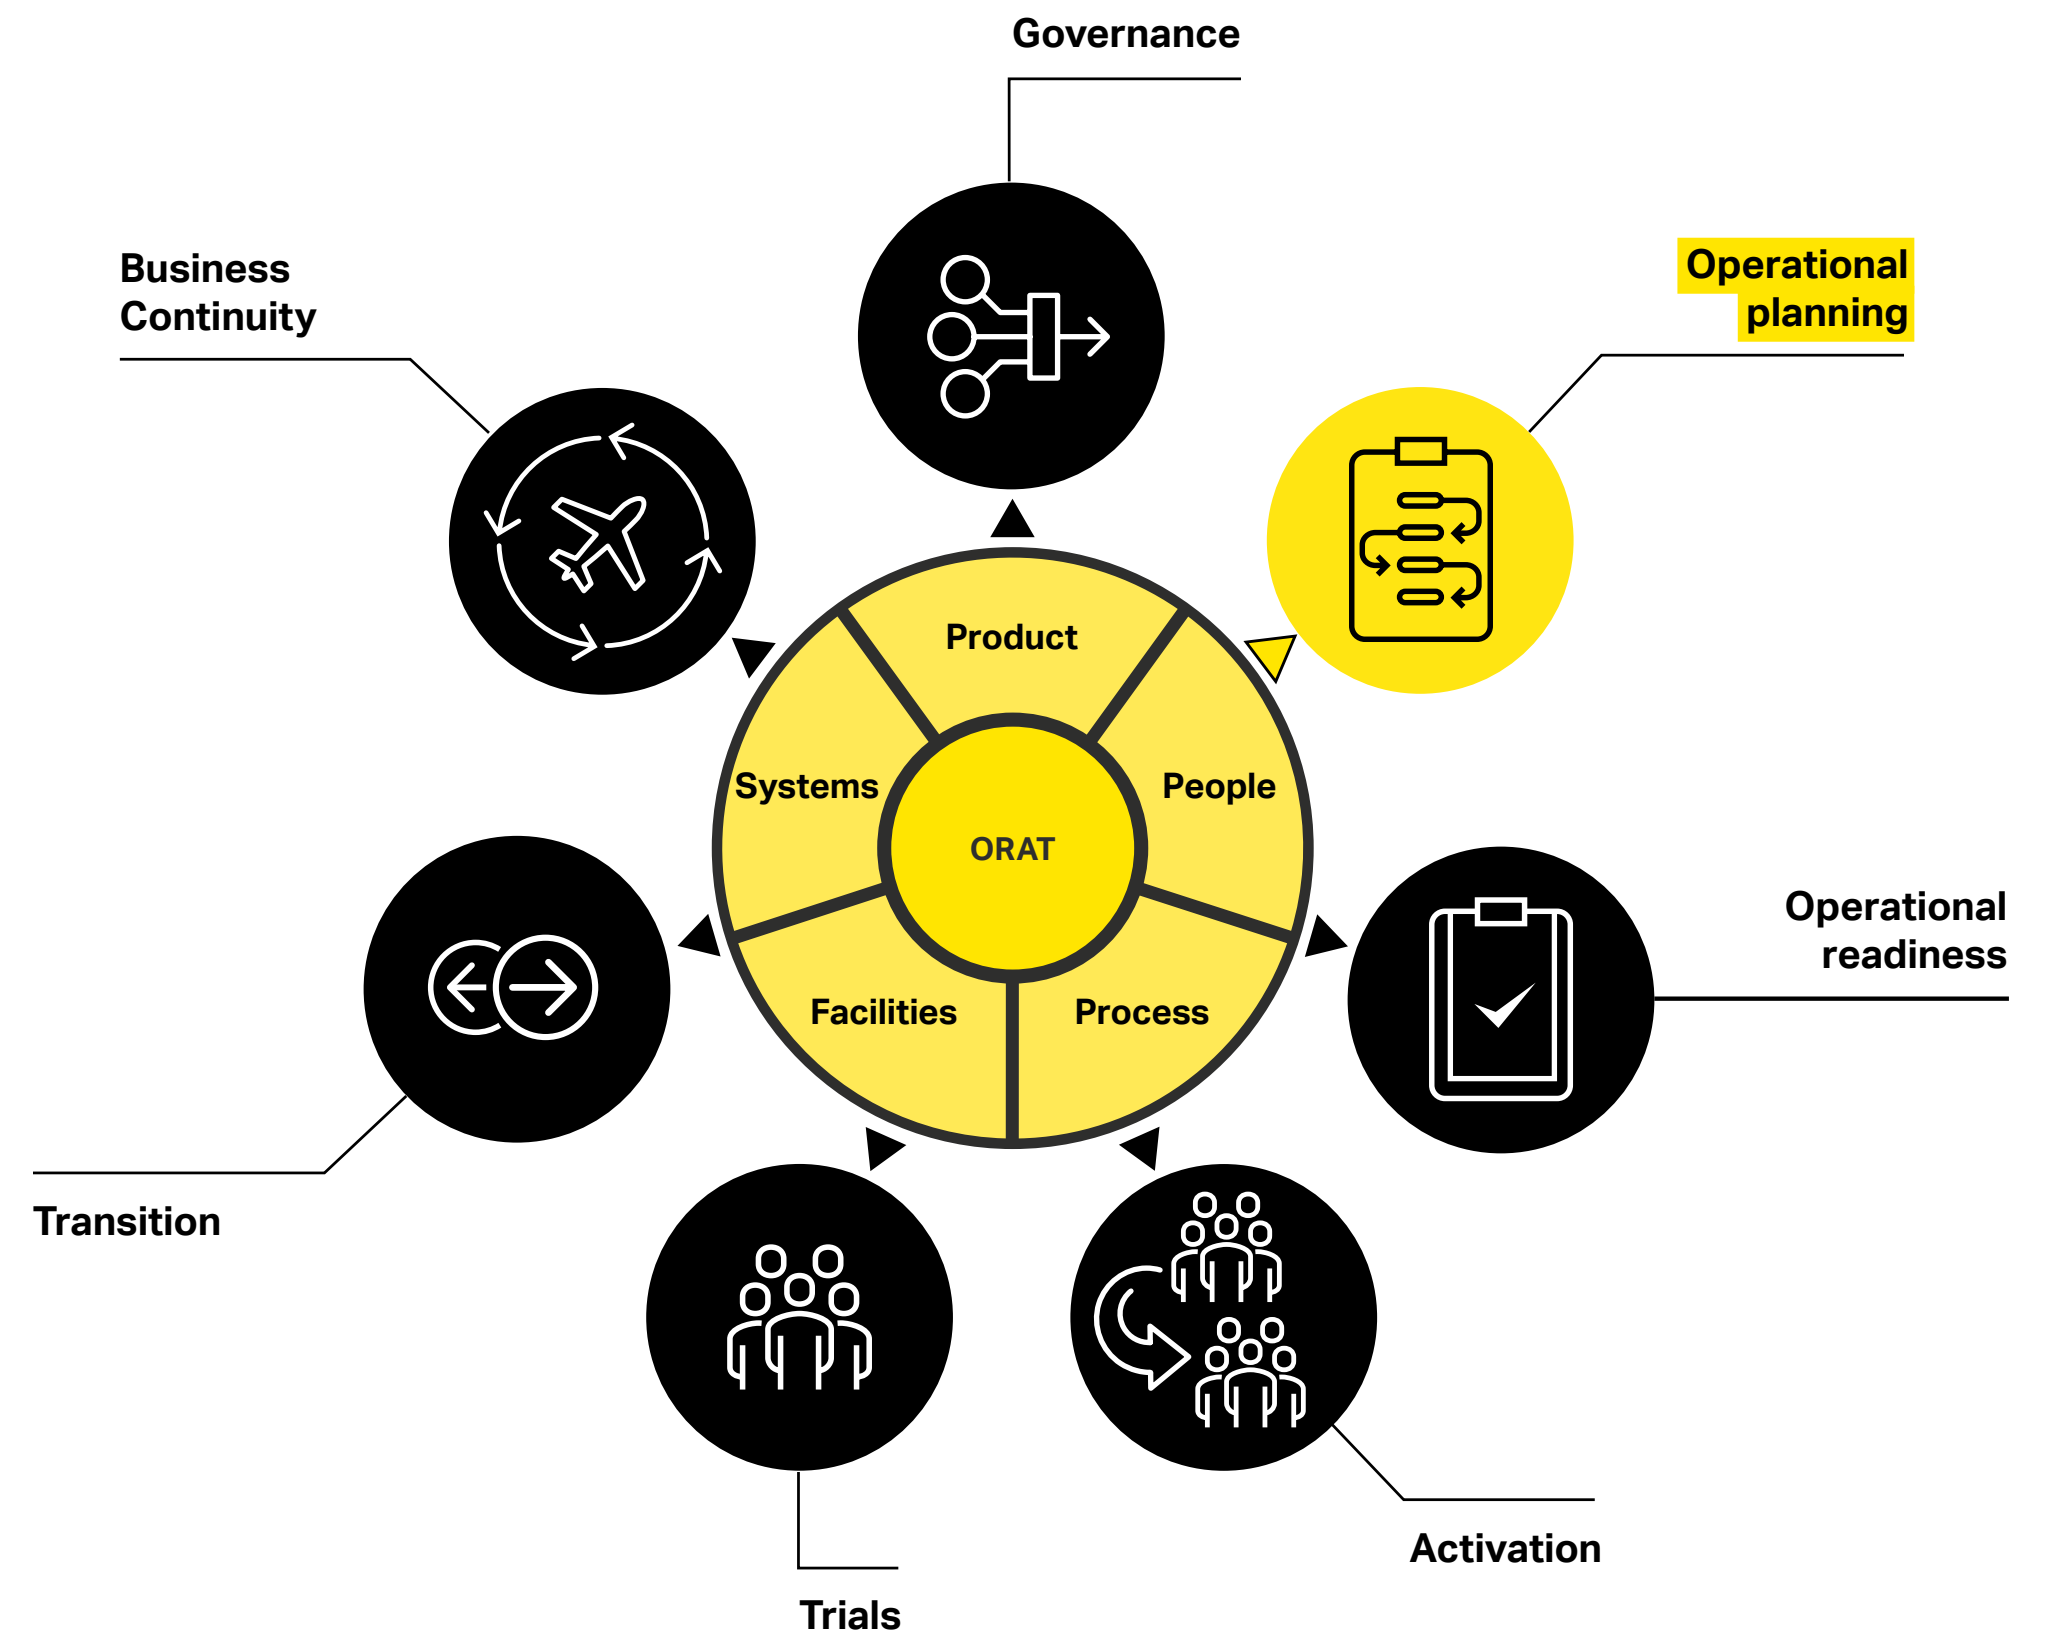 Governance
Business
Continuity
Operational
planning
Product
Systems
People
ORAT
Operational
readiness
Facilities
Process
Transition
Activation
Trials